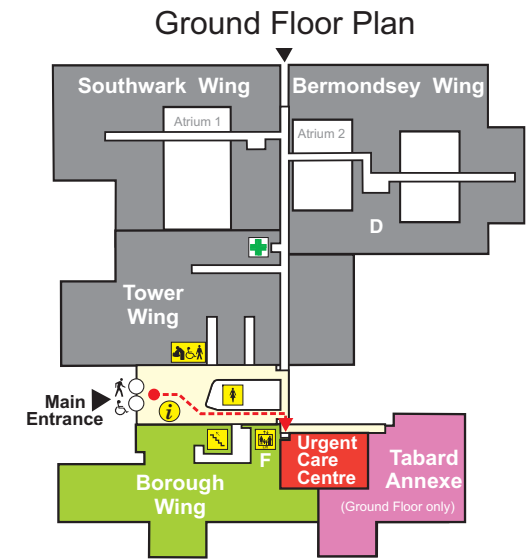 Ground Floor Plan
Southwark Wing
Bermondsey Wing
Atrium 1
Atrium 2
D
Tower
Wing
Main
Entrance
i
F
Urgent
Care
Centre
Borough
Wing
Tabard
Annexe
(Ground Floor only)